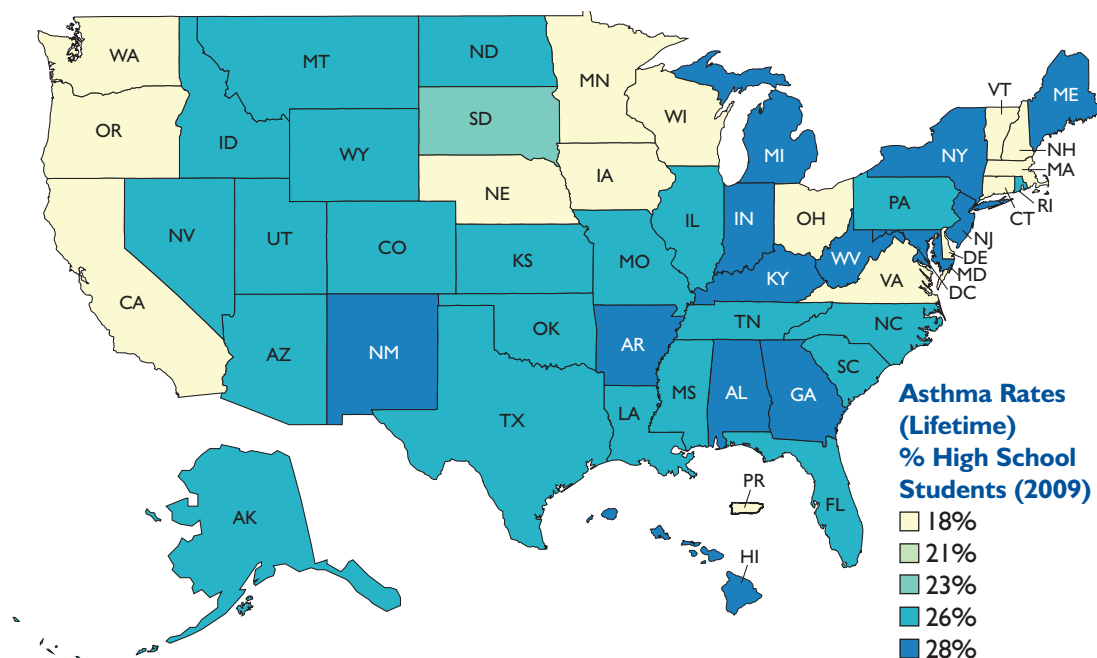 WA
MT
ND
MN
VT
ME
OR
ID
SD
WI
WY
MI
NY
NH
MA
NE
IA
RI
CT
PA
NV
UT
CO
IL
IN
OH
NJ
DE
MD
DC
KS
MO
WV
KY
VA
CA
AZ
NM
OK
AR
TN
NC
SC
TX
LA
MS
AL
GA
FL
AK
PR
HI
Asthma Rates
(Lifetime)
% High School
Students (2009)
18%
21%
23%
26%
28%